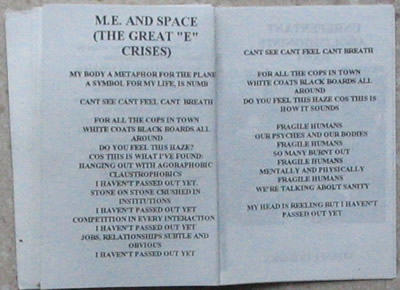 M.E. AND SPACE
(THE GREAT "E"
CRISES)
MY BODY A METAPHOR FOR THE PLANE
A SYMBOL FOR MY LIFE, IS NUMB
CANT SEE CANT FEEL CANT BREATH
FOR ALL THE COPS IN TOWN
WHITE COATS BLACK BOARDS ALL
AROUND
DO YOU FEEL THIS HAZE?
COS THIS IS WHAT I'VE FOUND:
HANGING OUT WITH AGORAPHOBIC
CLAUSTROPHOBICS
I HAVEN'T PASSED OUT YET
STONE ON STONE CRUSHED IN
INSTITUTIONS
I HAVEN'T PASSED OUT YET
COMPETITION IN EVERY INTERACTION
I HAVEN'T PASSED OUT YET
JOBS, RELATIONSHIPS SUBTLE AND
OBVIOUS
I HAVEN'T PASSED OUT YET
CANT SEE CANT FEEL CANT BREATH
FOR ALL THE COPS IN TOWN
WHITE COATS BLACK BOARDS ALL
AROUND
DO YOU FEEL THIS HAZE COS THIS IS
HOW IT SOUNDS
FRAGILE HUMANS
OUR PSYCHES AND OUR BODIES
FRAGILE HUMANS
SO MANY BURNT OUT
FRAGILE HUMANS
MENTALLY AND PHYSICALLY
FRAGILE HUMANS
WE'RE TALKING ABOUT SANITY
MY HEAD IS REELING BUT I HAVEN'T
PASSED OUT YET